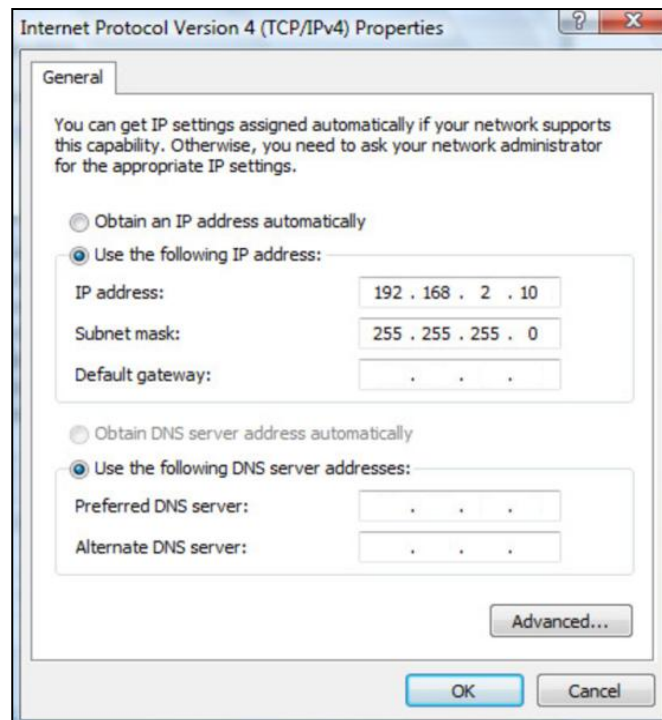 Internet Protocol Version 4 (TCP/IPv4) Properties
?
X
General
You can get IP settings assigned automatically if your network supports
this capability. Otherwise, you need to ask your network administrator
for the appropriate IP settings.
Obtain an IP address automatically
Use the following IP address:
IP address: 192 . 168 . 2 . 10
Subnet mask: 255 . 255 . 255 . 0
Default gateway: . . .
Obtain DNS server address automatically
Use the following DNS server addresses:
Preferred DNS server: . . .
Alternate DNS server: . . .
Advanced...
OK Cancel